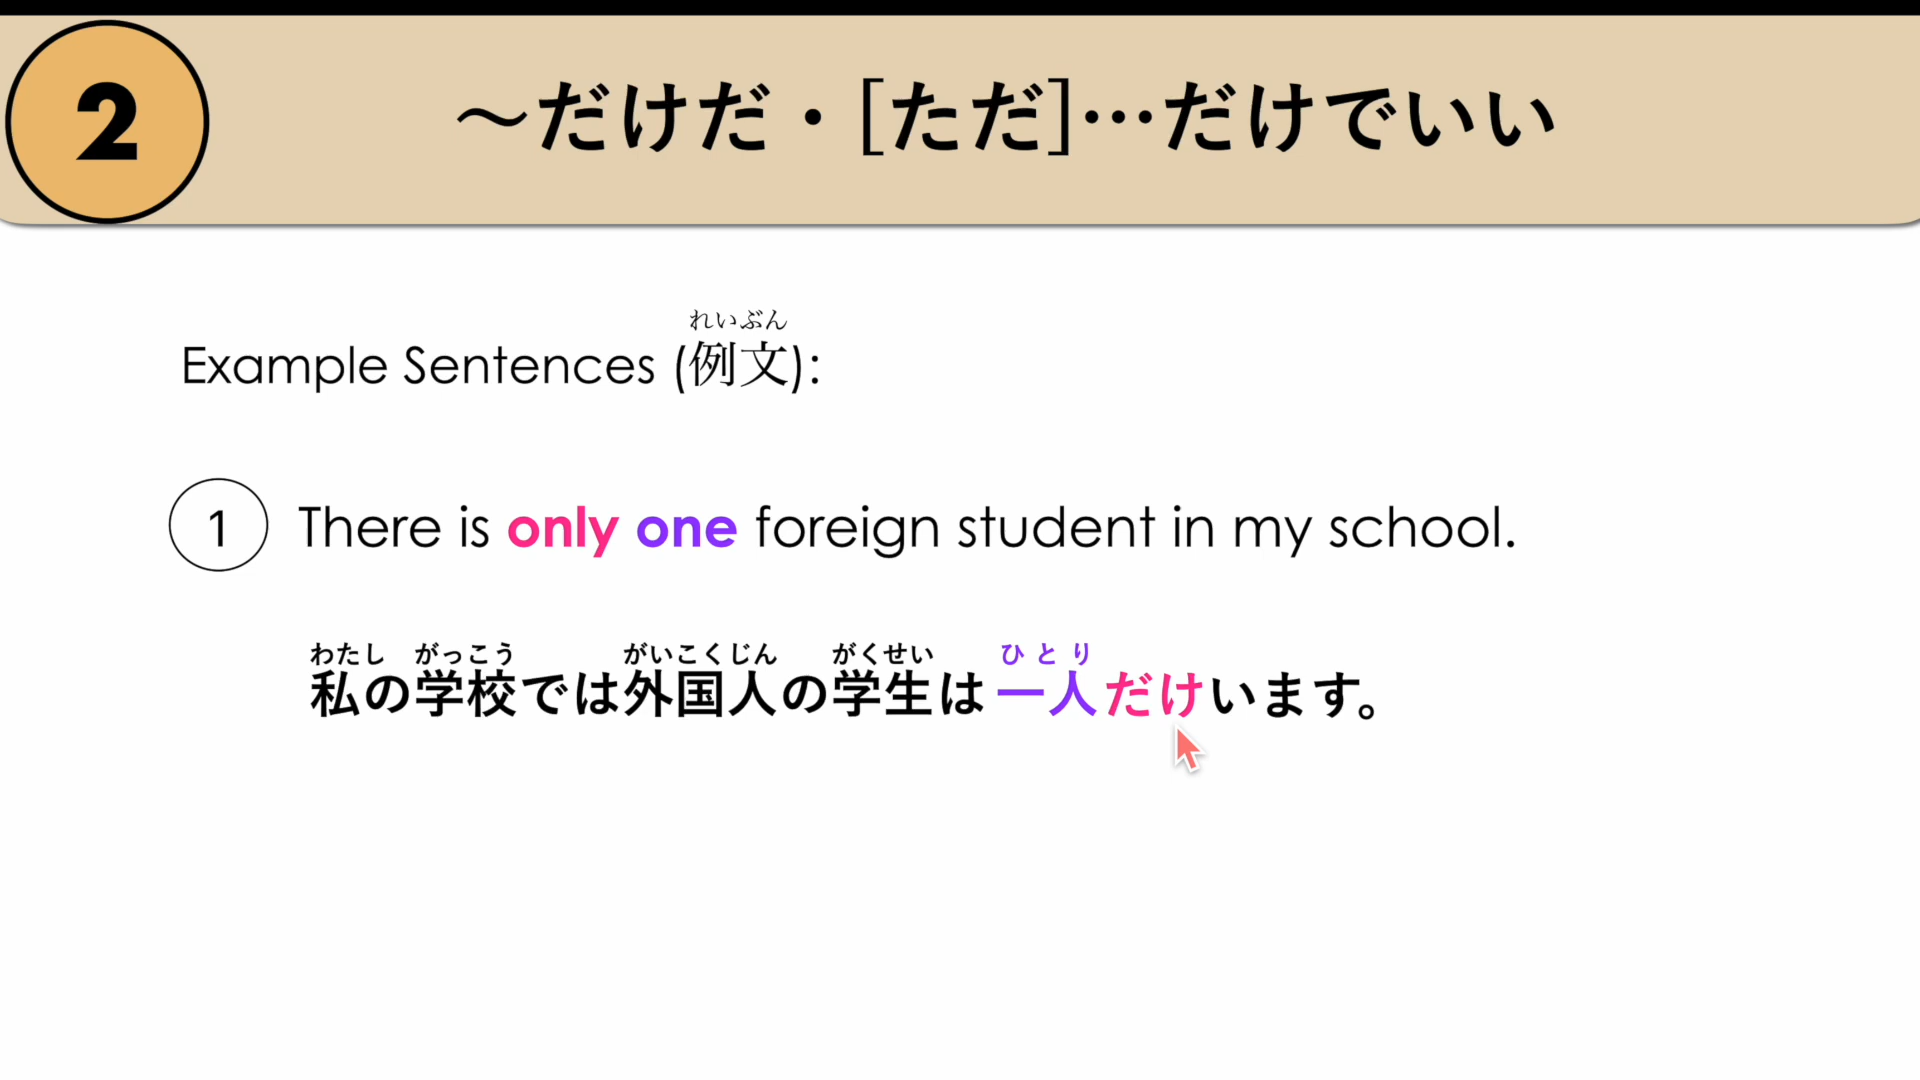 2
～だけだ・[ただ]…だけでいい
れいぶん
Example Sentences (例文):
1 There is only one foreign student in my school.
わたし がっこう がいこくじん がくせい ひとり
私の学校では外国人の学生は一人だけいます。